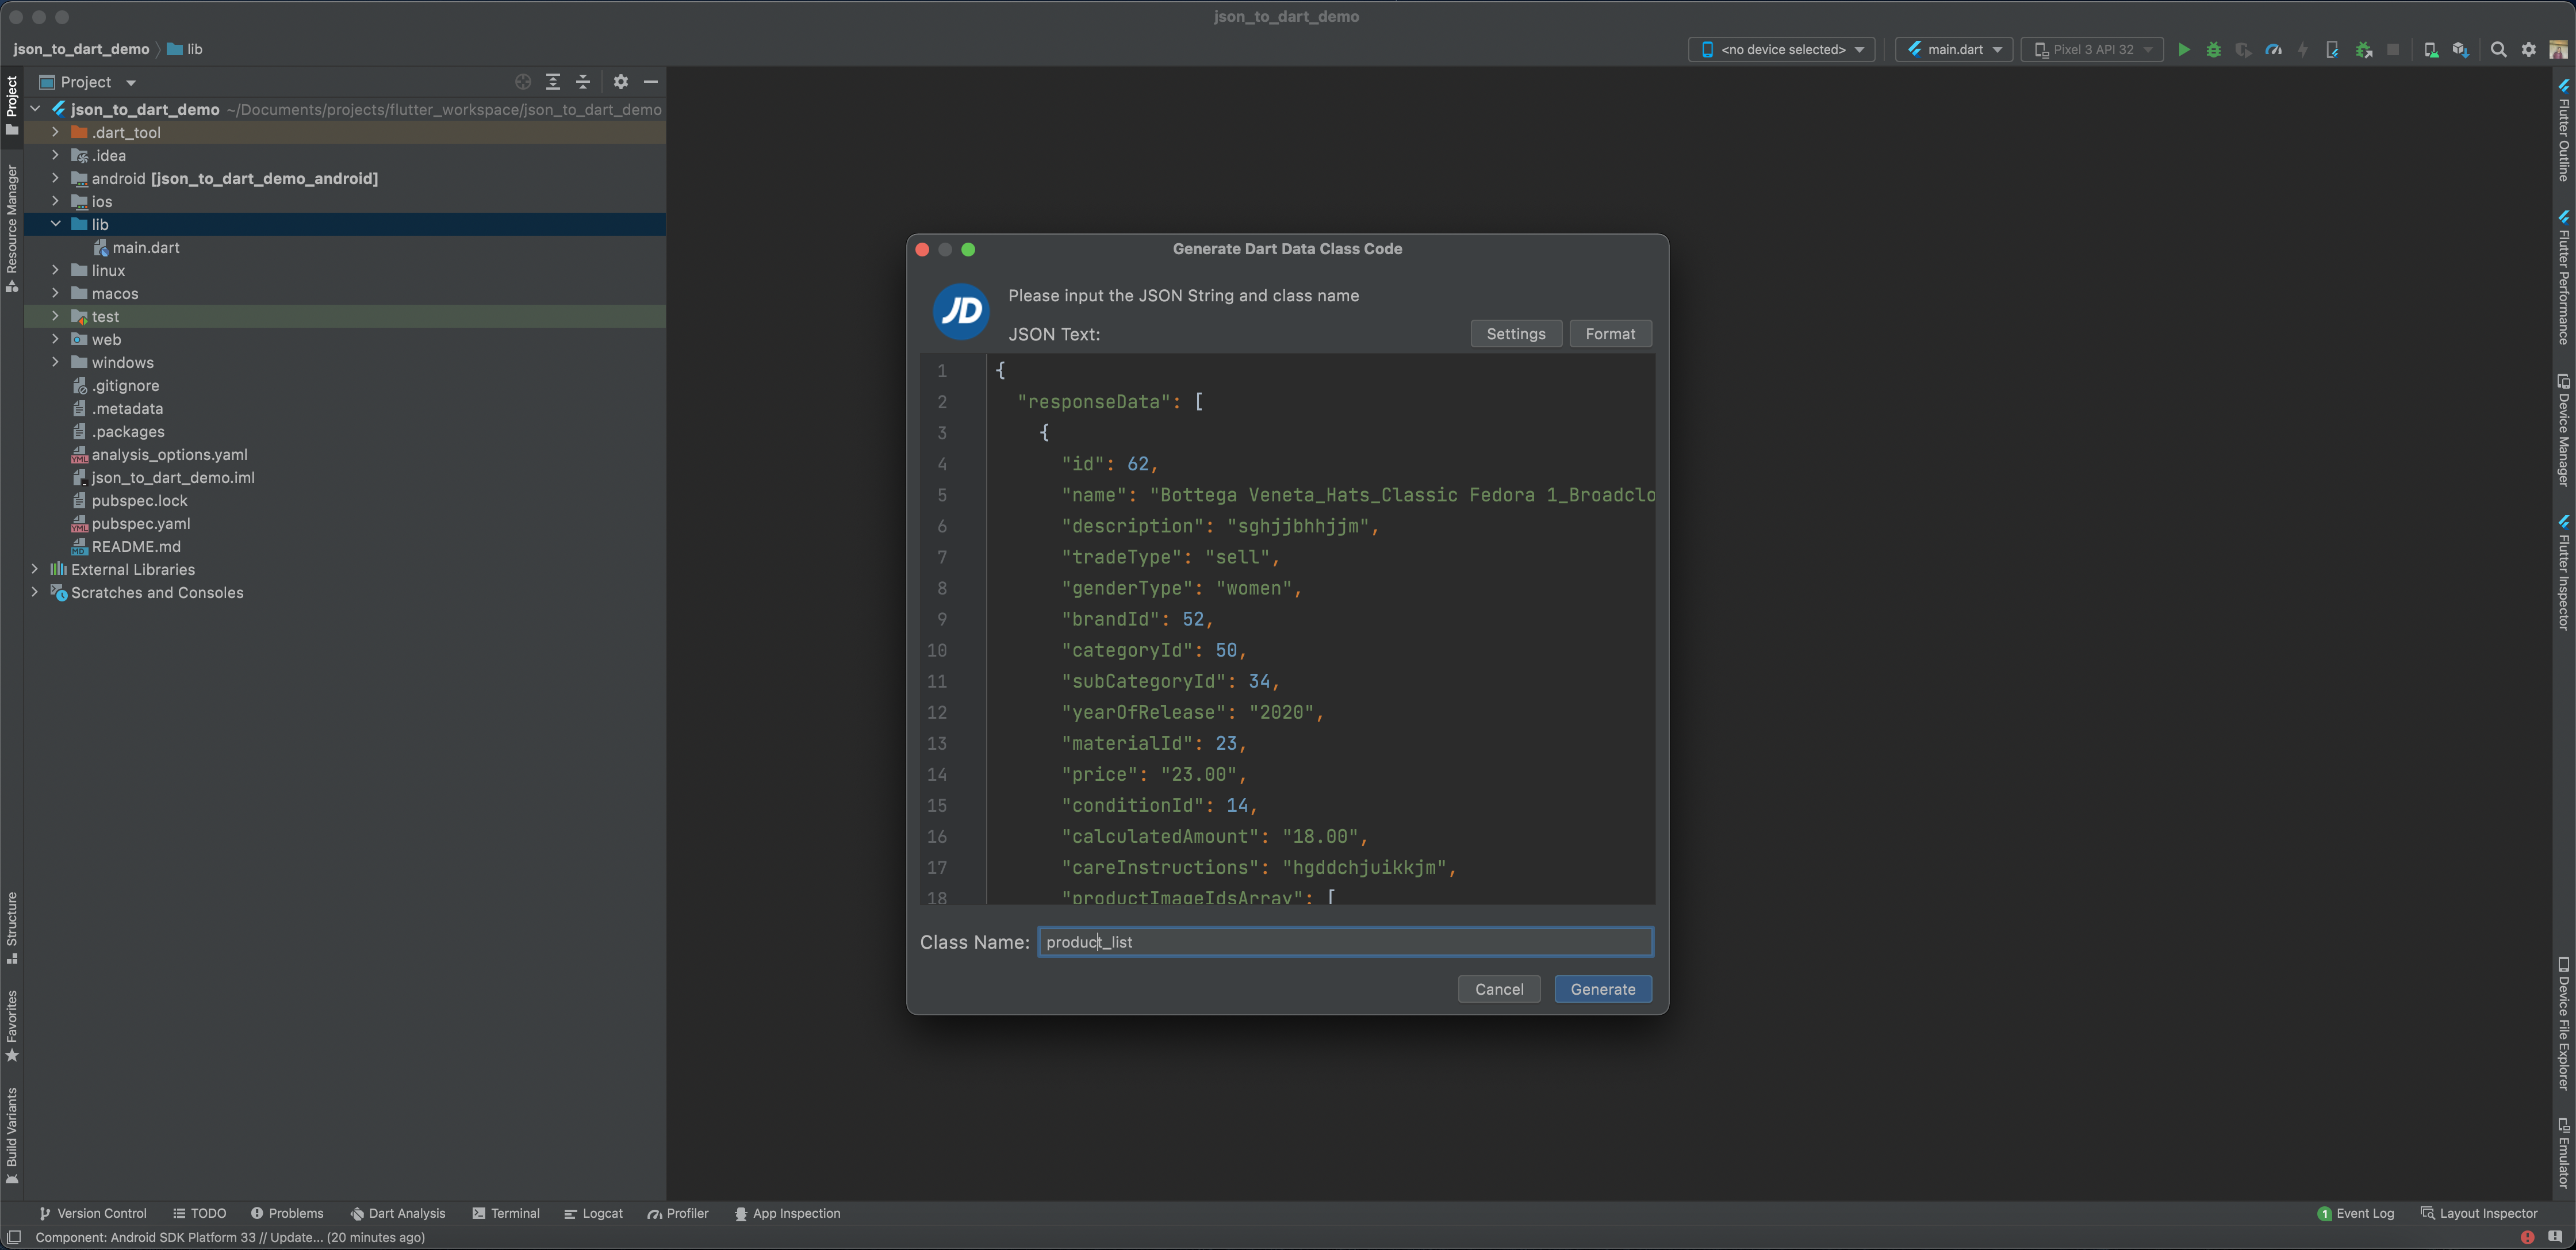 json_to_dart_demo
json_to_dart_demo
lib
<no device selected>
main.dart
Pixel 3 API 32
Project
json_to_dart_demo ~/Documents/projects/flutter_workspace/json_to_dart_demo
.dart_tool
.idea
android [json_to_dart_demo_android]
ios
lib
main.dart
linux
macos
test
web
windows
.gitignore
.metadata
.packages
analysis_options.yaml
json_to_dart_demo.iml
pubspec.lock
pubspec.yaml
README.md
External Libraries
Scratches and Consoles
Project
Resource Manager
Structure
Favorites
Build Variants
Generate Dart Data Class Code
JD
Please input the JSON String and class name
JSON Text:
Settings
Format
1 {
2 "responseData": [
3 {
4 "id": 62,
5 "name": "Bottega Veneta_Hats_Classic Fedora 1_Broadclo
6 "description": "sghjjbhhjjm",
7 "tradeType": "sell",
8 "genderType": "women",
9 "brandId": 52,
10 "categoryId": 50,
11 "subCategoryId": 34,
12 "yearOfRelease": "2020",
13 "materialId": 23,
14 "price": "23.00",
15 "conditionId": 14,
16 "calculatedAmount": "18.00",
17 "careInstructions": "hgddchjuikkjm",
18 "productImageIdsArray": [
Class Name: product_list
Cancel
Generate
Flutter Outline
Flutter Performance
Device Manager
Flutter Inspector
Device File Explorer
Emulator
Version Control
TODO
Problems
Dart Analysis
Terminal
Logcat
Profiler
App Inspection
1 Event Log
Layout Inspector
Component: Android SDK Platform 33 // Update... (20 minutes ago)